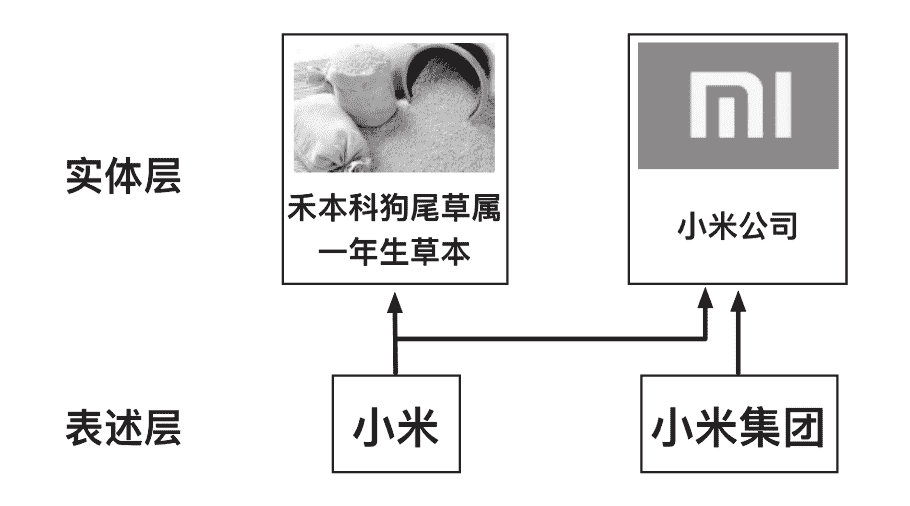 实体层
禾本科狗尾草属
一年生草本
mı
小米公司
表述层
小米
小米集团